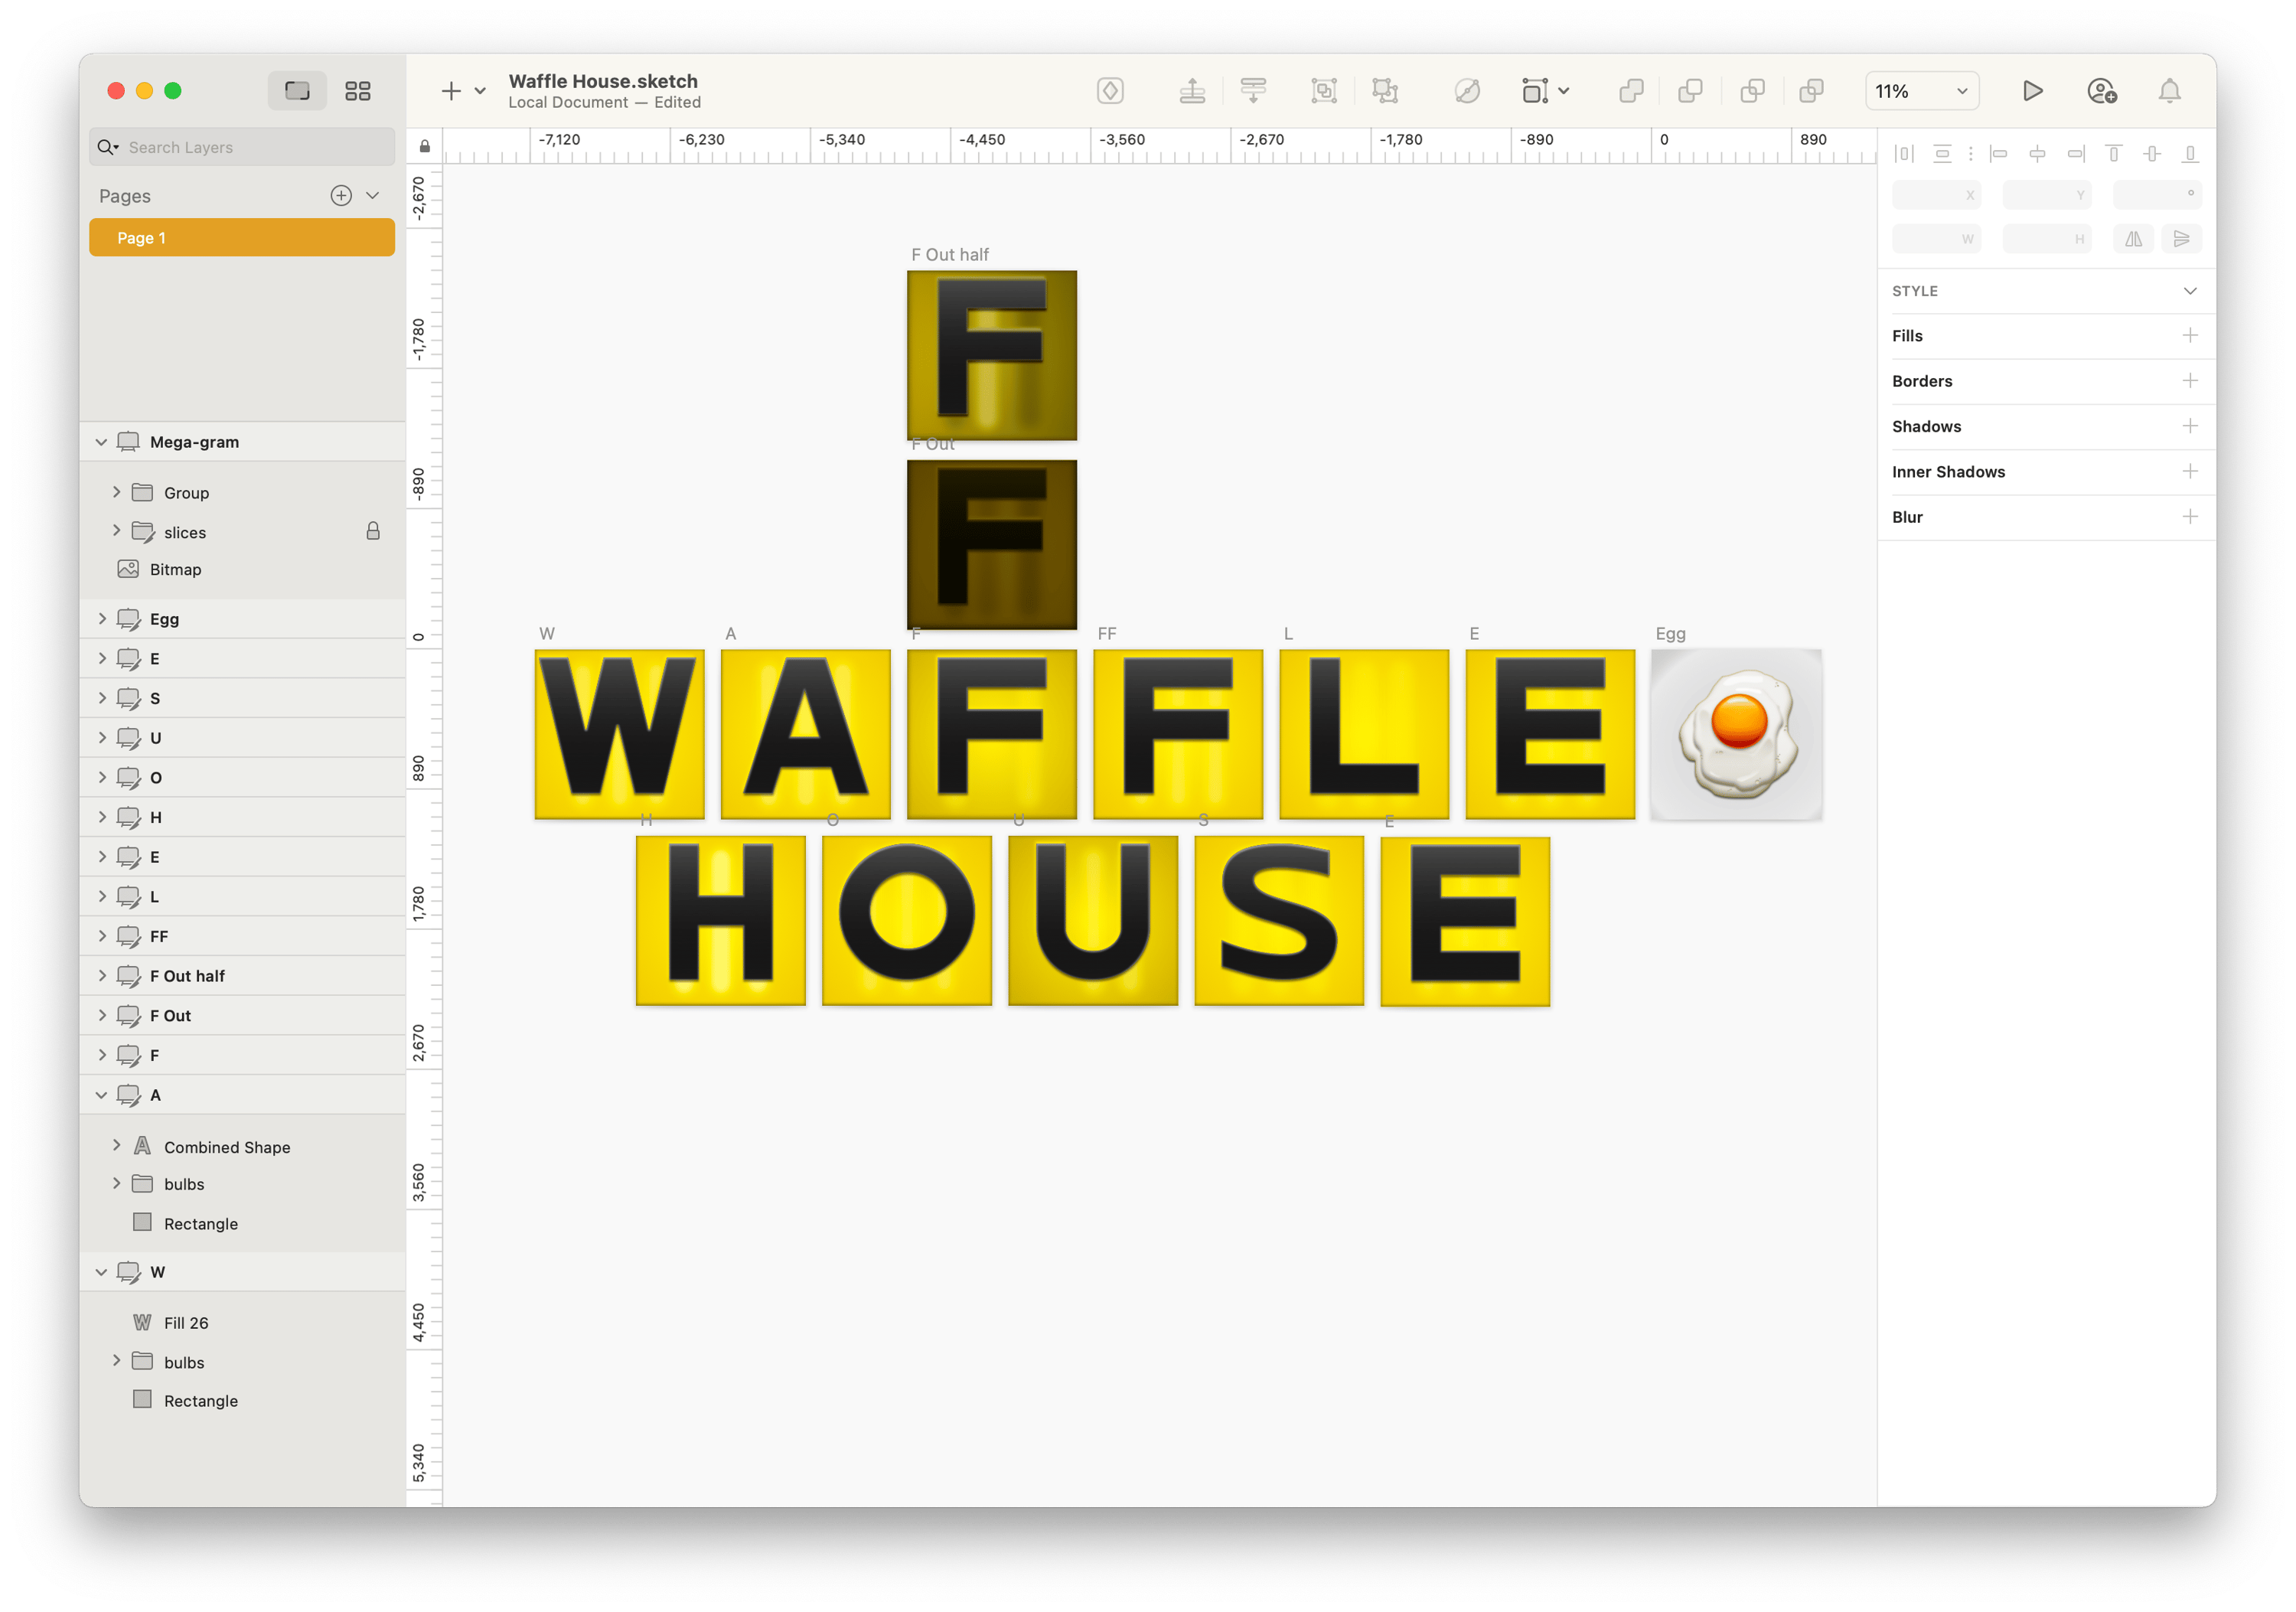 Waffle House.sketch
Local Document — Edited
11%
Search Layers
Pages
Page 1
Mega-gram
Group
slices
Bitmap
Egg
E
S
U
O
H
E
L
FF
F Out half
F Out
F
A
Combined Shape
bulbs
Rectangle
W
Fill 26
bulbs
Rectangle
-7,120 -6,230 -5,340 -4,450 -3,560 -2,670 -1,780 -890 0 890
-2,670
-1,780
-890
0
890
1,780
2,670
3,560
4,450
5,340
F Out half
F
F Out
F
W A F FF L E Egg
W A F F L E
H O U S E
H O U S E
X Y °
W H
STYLE
Fills
Borders
Shadows
Inner Shadows
Blur